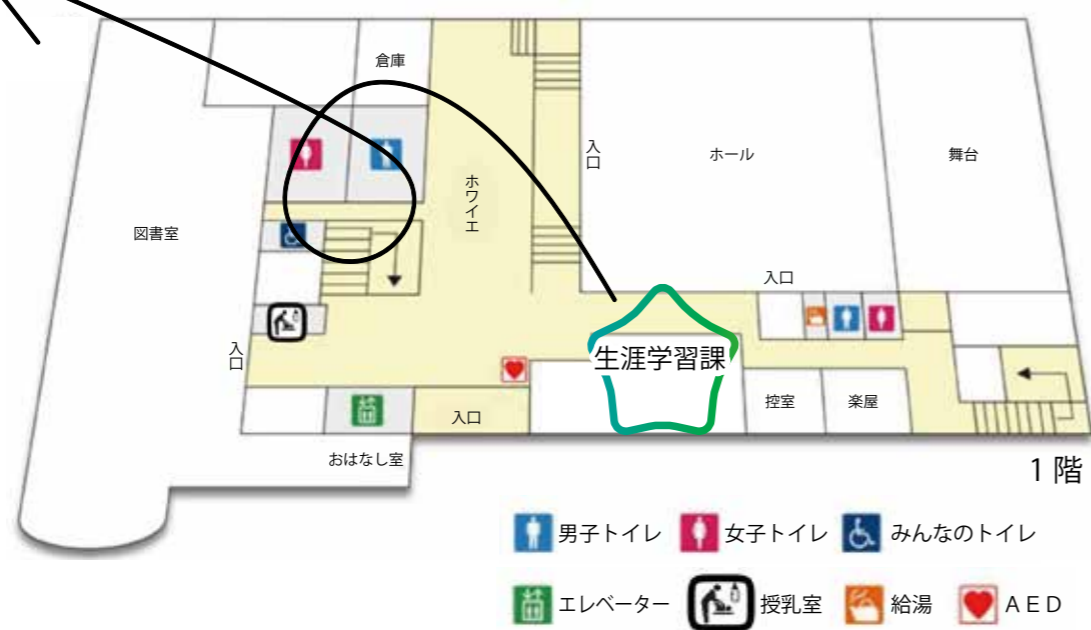 倉庫
入口
ホール
舞台
ホワイエ
図書室
入口
入口
生涯学習課
控室
楽屋
入口
おはなし室
1 階
男子トイレ
女子トイレ
みんなのトイレ
エレベーター
授乳室
給湯
AED